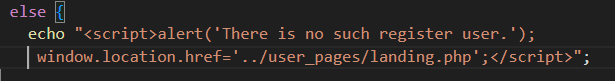 else {
echo "<script>alert('There is no such register user.');
window.location.href='../user_pages/landing.php';</script>";